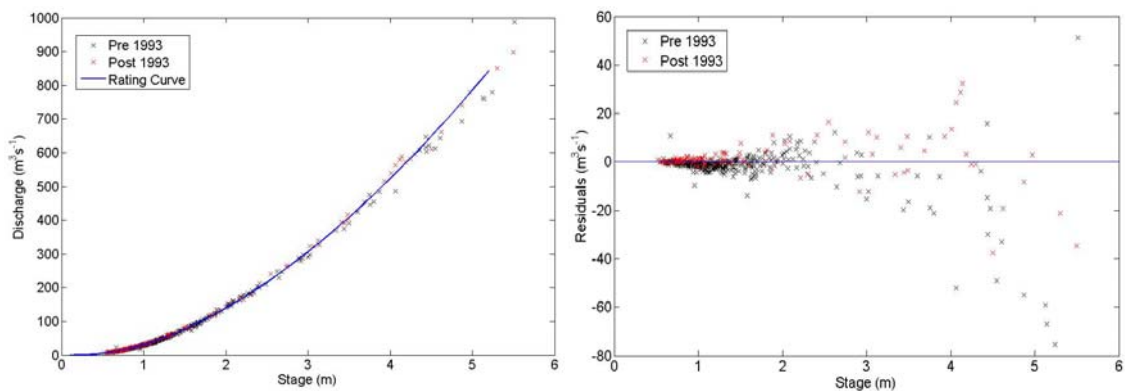 1000
900
800
700
600
500
400
300
200
100
0
Discharge (m³s⁻¹)
Pre 1993
Post 1993
Rating Curve
0 1 2 3 4 5 6
Stage (m)
60
40
20
0
-20
-40
-60
-80
Residuals (m³s⁻¹)
Pre 1993
Post 1993
0 1 2 3 4 5 6
Stage (m)